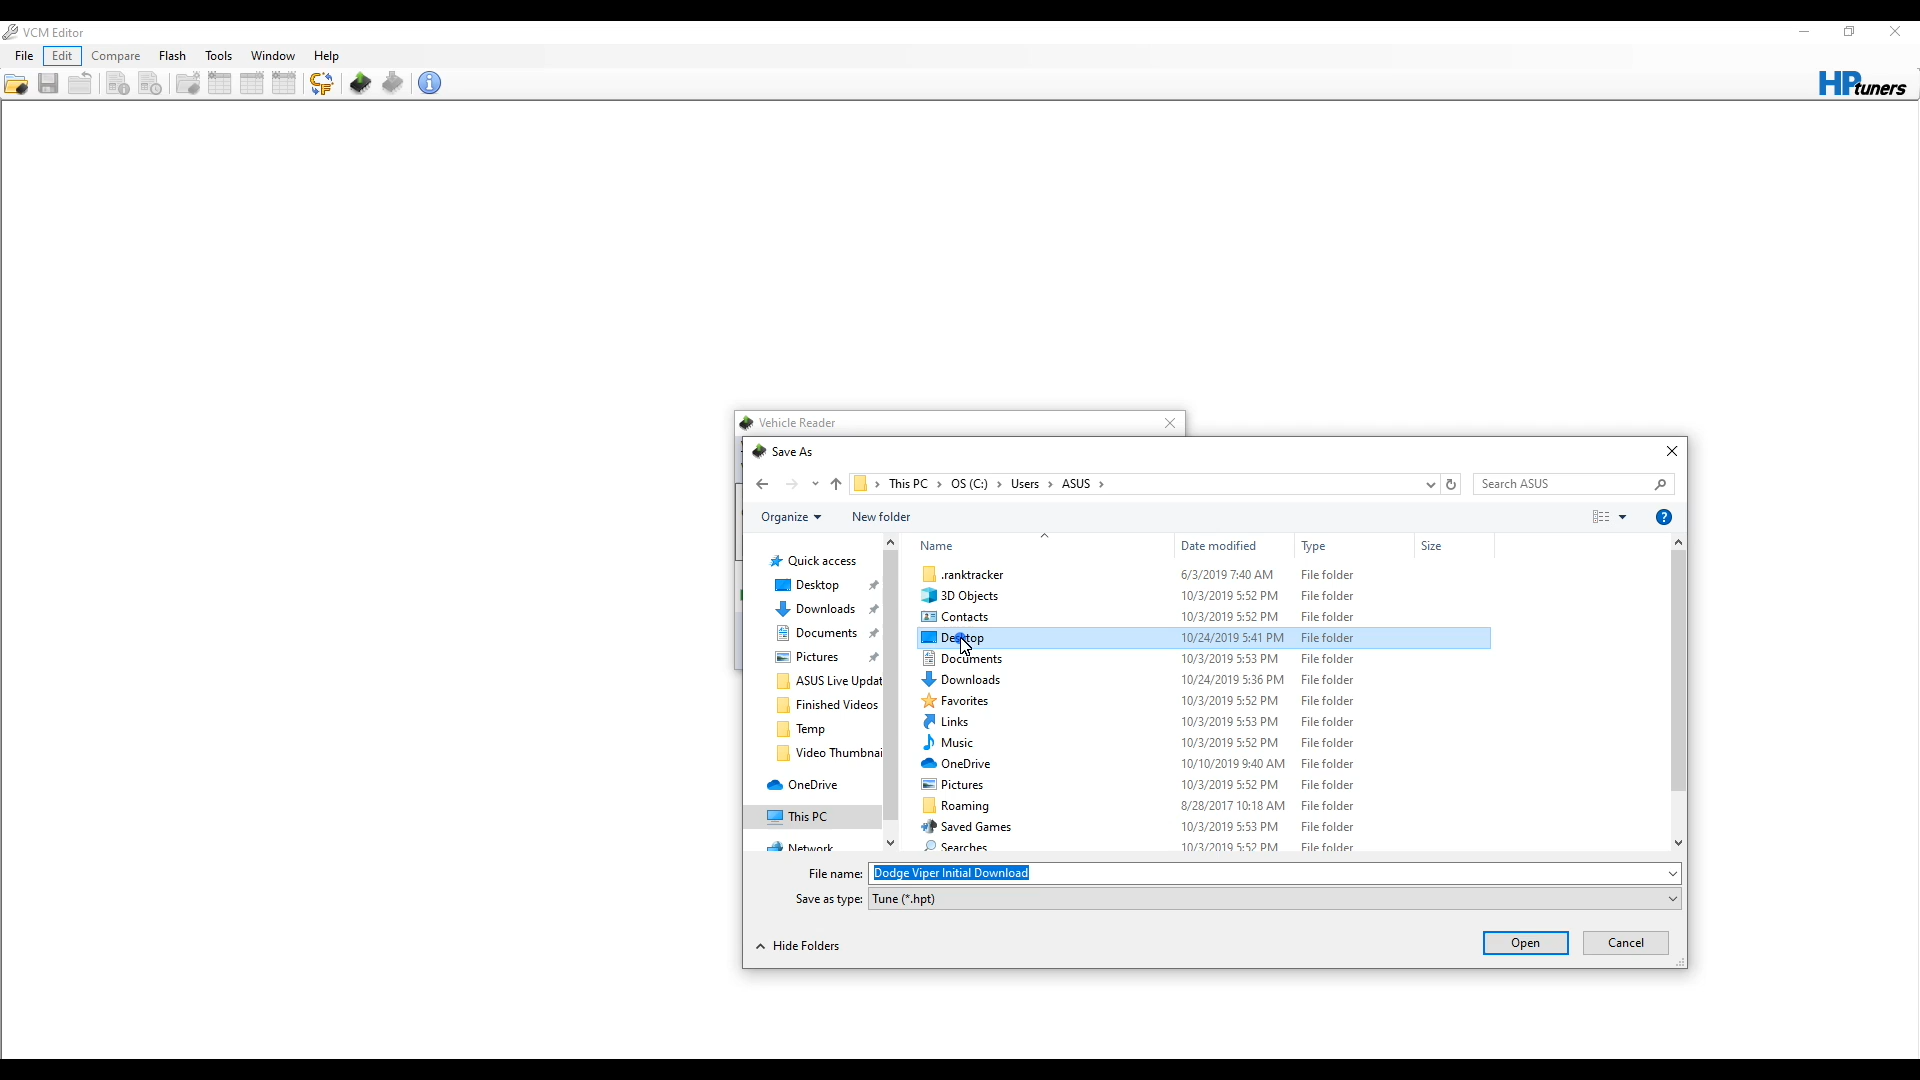 VCM Editor
File Edit Compare Flash Tools Window Help
HPtuners
Vehicle Reader
Save As
This PC > OS (C:) > Users > ASUS >
Search ASUS
Organize
New folder
Name Date modified Type Size
Quick access
Desktop
Downloads
Documents
Pictures
ASUS Live Updat
Finished Videos
Temp
Video Thumbnai
OneDrive
This PC
Network
.ranktracker 6/3/2019 7:40 AM File folder
3D Objects 10/3/2019 5:52 PM File folder
Contacts 10/3/2019 5:52 PM File folder
Desktop 10/24/2019 5:41 PM File folder
Documents 10/3/2019 5:53 PM File folder
Downloads 10/24/2019 5:36 PM File folder
Favorites 10/3/2019 5:52 PM File folder
Links 10/3/2019 5:53 PM File folder
Music 10/3/2019 5:52 PM File folder
OneDrive 10/10/2019 9:40 AM File folder
Pictures 10/3/2019 5:52 PM File folder
Roaming 8/28/2017 10:18 AM File folder
Saved Games 10/3/2019 5:53 PM File folder
Searches 10/3/2019 5:52 PM File folder
File name: Dodge Viper Initial Download
Save as type: Tune (*.hpt)
Hide Folders
Open
Cancel